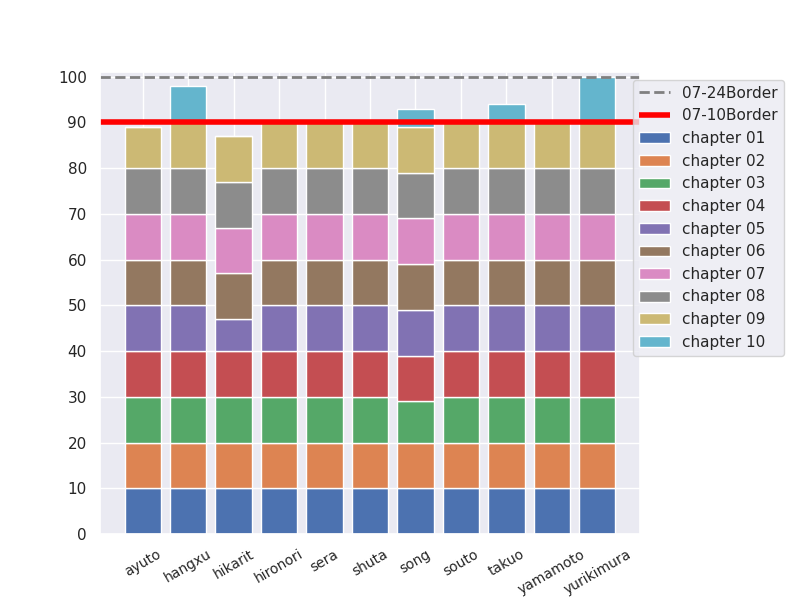 100
90
80
70
60
50
40
30
20
10
0
ayuto
hangxu
hikarit
hironori
sera
shuta
song
souto
takuo
yamamoto
yurikimura
07-24Border
07-10Border
chapter 01
chapter 02
chapter 03
chapter 04
chapter 05
chapter 06
chapter 07
chapter 08
chapter 09
chapter 10